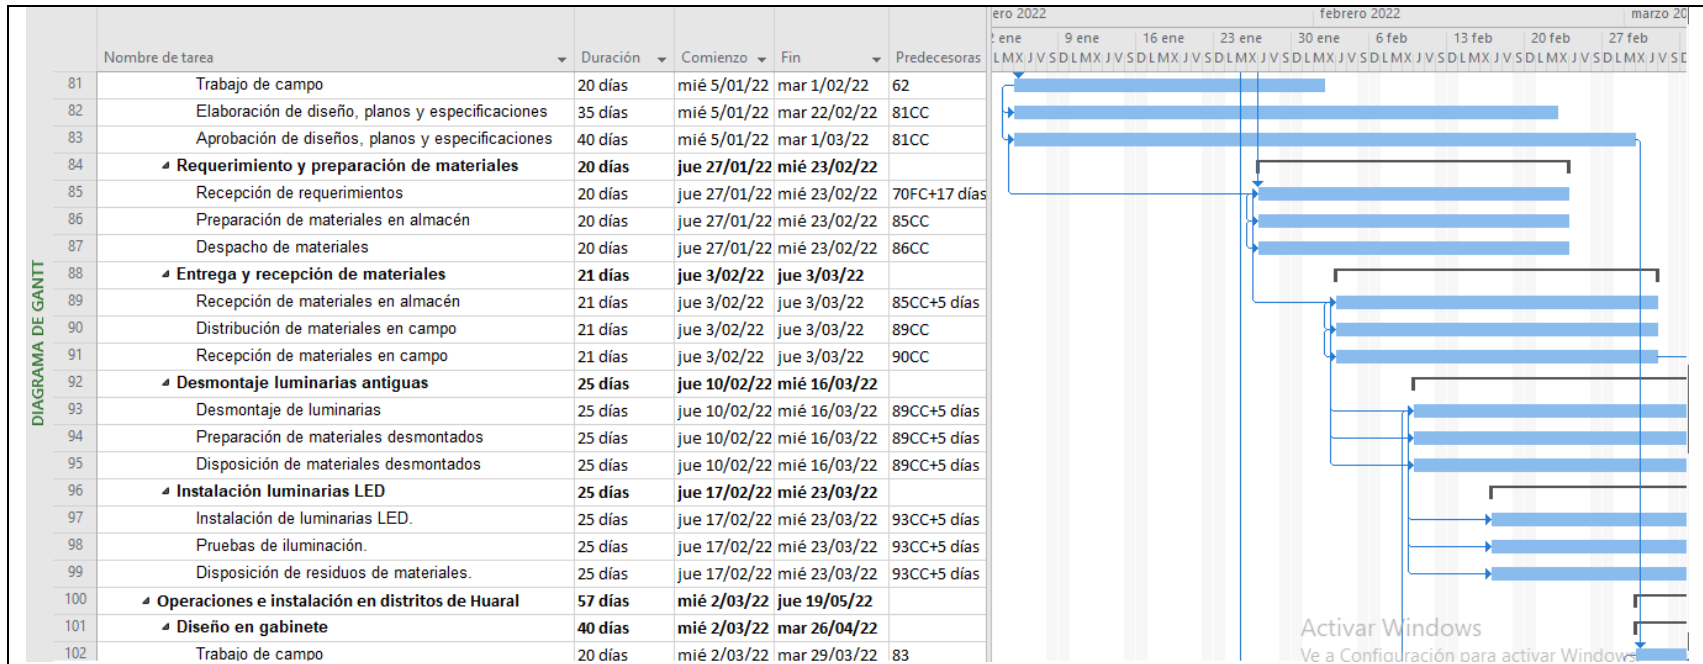 ero 2022 febrero 2022 marzo 20
Nombre de tarea Duración Comienzo Fin Predecesoras 2 ene 9 ene 16 ene 23 ene 30 ene 6 feb 13 feb 20 feb 27 feb
L M X J V S D L M X J V S D L M X J V S D L M X J V S D L M X J V S D L M X J V S D L M X J V S D L M X J V S D L M X J V S D
DIAGRAMA DE GANTT
81 Trabajo de campo 20 días mié 5/01/22 mar 1/02/22 62
82 Elaboración de diseño, planos y especificaciones 35 días mié 5/01/22 mar 22/02/22 81CC
83 Aprobación de diseños, planos y especificaciones 40 días mié 5/01/22 mar 1/03/22 81CC
84 Requerimiento y preparación de materiales 20 días jue 27/01/22 mié 23/02/22
85 Recepción de requerimientos 20 días jue 27/01/22 mié 23/02/22 70FC+17 días
86 Preparación de materiales en almacén 20 días jue 27/01/22 mié 23/02/22 85CC
87 Despacho de materiales 20 días jue 27/01/22 mié 23/02/22 86CC
88 Entrega y recepción de materiales 21 días jue 3/02/22 jue 3/03/22
89 Recepción de materiales en almacén 21 días jue 3/02/22 jue 3/03/22 85CC+5 días
90 Distribución de materiales en campo 21 días jue 3/02/22 jue 3/03/22 89CC
91 Recepción de materiales en campo 21 días jue 3/02/22 jue 3/03/22 90CC
92 Desmontaje luminarias antiguas 25 días jue 10/02/22 mié 16/03/22
93 Desmontaje de luminarias 25 días jue 10/02/22 mié 16/03/22 89CC+5 días
94 Preparación de materiales desmontados 25 días jue 10/02/22 mié 16/03/22 89CC+5 días
95 Disposición de materiales desmontados 25 días jue 10/02/22 mié 16/03/22 89CC+5 días
96 Instalación luminarias LED 25 días jue 17/02/22 mié 23/03/22
97 Instalación de luminarias LED. 25 días jue 17/02/22 mié 23/03/22 93CC+5 días
98 Pruebas de iluminación. 25 días jue 17/02/22 mié 23/03/22 93CC+5 días
99 Disposición de residuos de materiales. 25 días jue 17/02/22 mié 23/03/22 93CC+5 días
100 Operaciones e instalación en distritos de Huaral 57 días mié 2/03/22 jue 19/05/22
101 Diseño en gabinete 40 días mié 2/03/22 mar 26/04/22
102 Trabajo de campo 20 días mié 2/03/22 mar 29/03/22 83
Activar Windows
Ve a Configuración para activar Windows